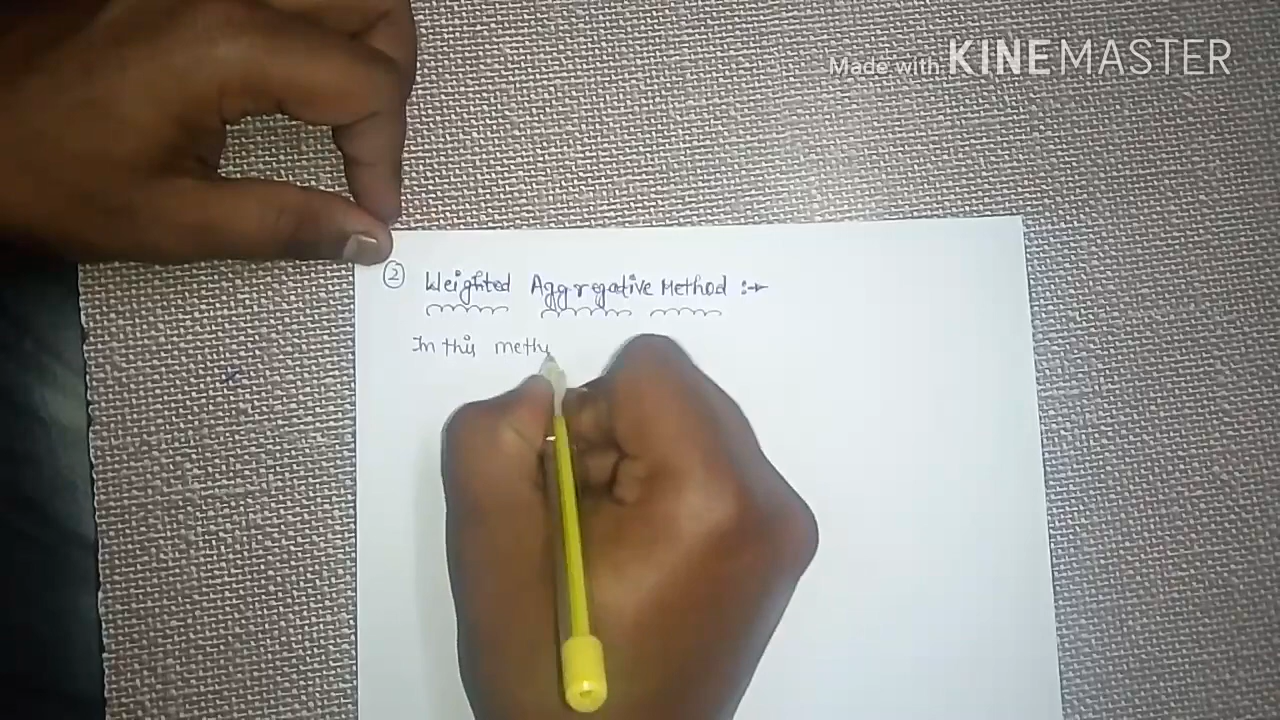 Made with KINEMASTER
② Weighted Aggregative Method :-
In this meth